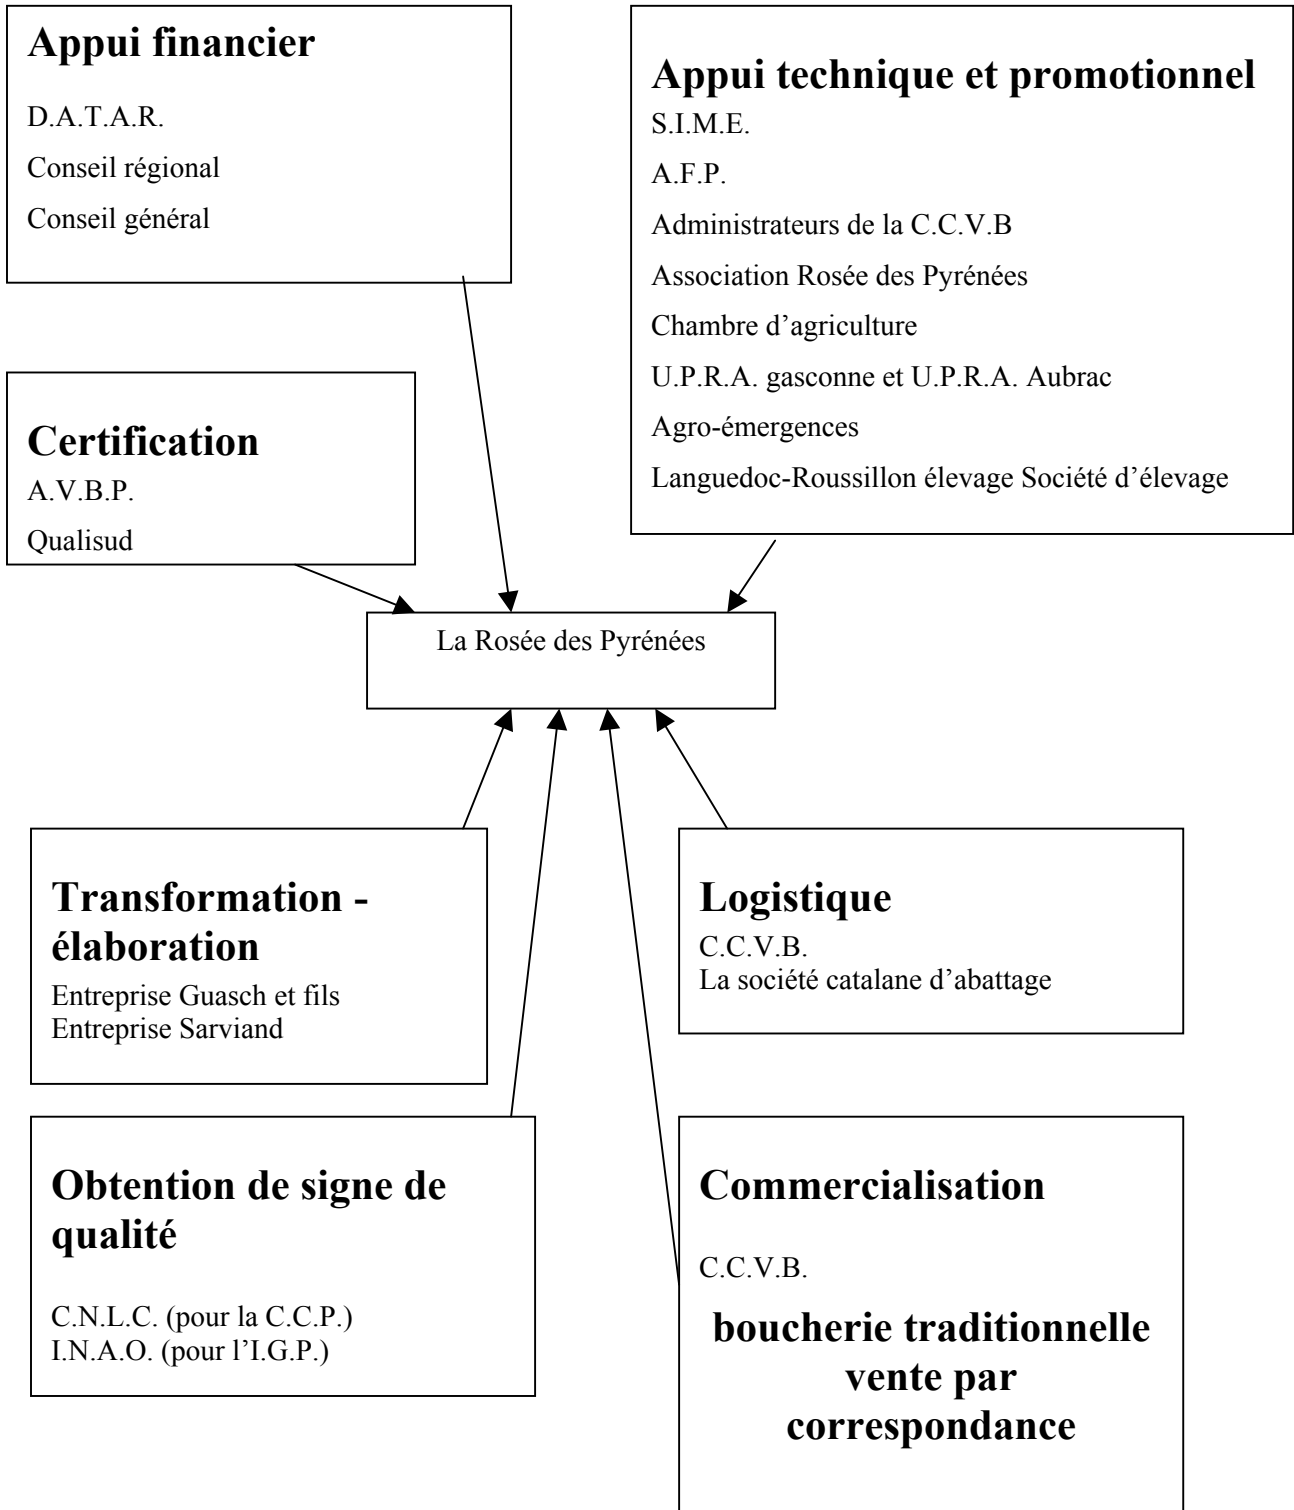 Appui financier
D.A.T.A.R.
Conseil régional
Conseil général
Appui technique et promotionnel
S.I.M.E.
A.F.P.
Administrateurs de la C.C.V.B
Association Rosée des Pyrénées
Chambre d’agriculture
U.P.R.A. gasconne et U.P.R.A. Aubrac
Agro-émergences
Languedoc-Roussillon élevage Société d’élevage
Certification
A.V.B.P.
Qualisud
La Rosée des Pyrénées
Transformation -
élaboration
Entreprise Guasch et fils
Entreprise Sarviand
Logistique
C.C.V.B.
La société catalane d’abattage
Obtention de signe de
qualité
C.N.L.C. (pour la C.C.P.)
I.N.A.O. (pour l’I.G.P.)
Commercialisation
C.C.V.B.
boucherie traditionnelle
vente par
correspondance